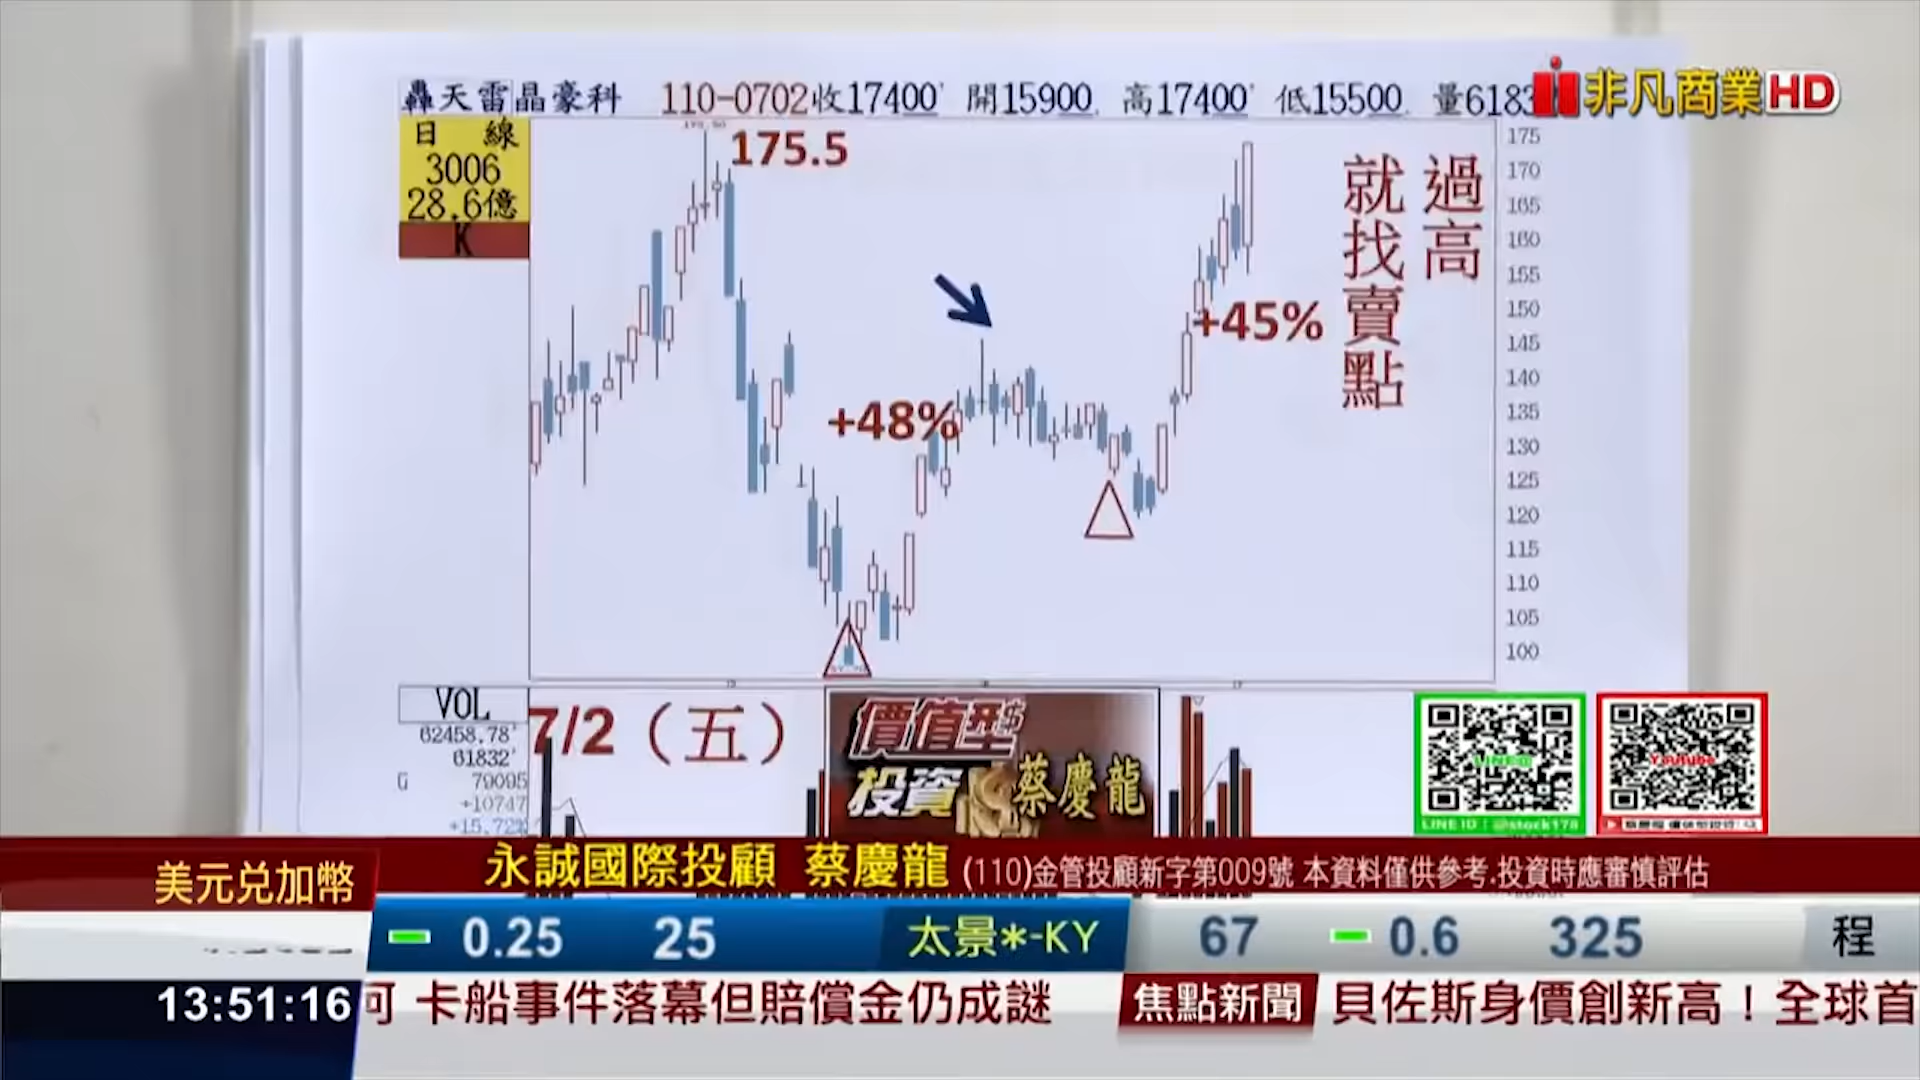 轟天雷晶豪科 110-0702收17400' 開15900. 高17400' 低15500. 量6183
非凡商業HD
日 線
3006
28.6億
K
175.5
+48%
+45%
過高
就找賣點
175
170
165
160
155
150
145
140
135
130
125
120
115
110
105
100
VOL
62458.78'
61832'
G 79095
+10747
7/2（五）
價值型
投資 蔡慶龍
LINE@
LINE ID：@stock178
Youtube
美元兌加幣
永誠國際投顧 蔡慶龍 (110)金管投顧新字第009號 本資料僅供參考.投資時應審慎評估
0.25 25 太景*-KY 67 0.6 325 程
13:51:16
卡船事件落幕但賠償金仍成謎 焦點新聞 貝佐斯身價創新高！全球首